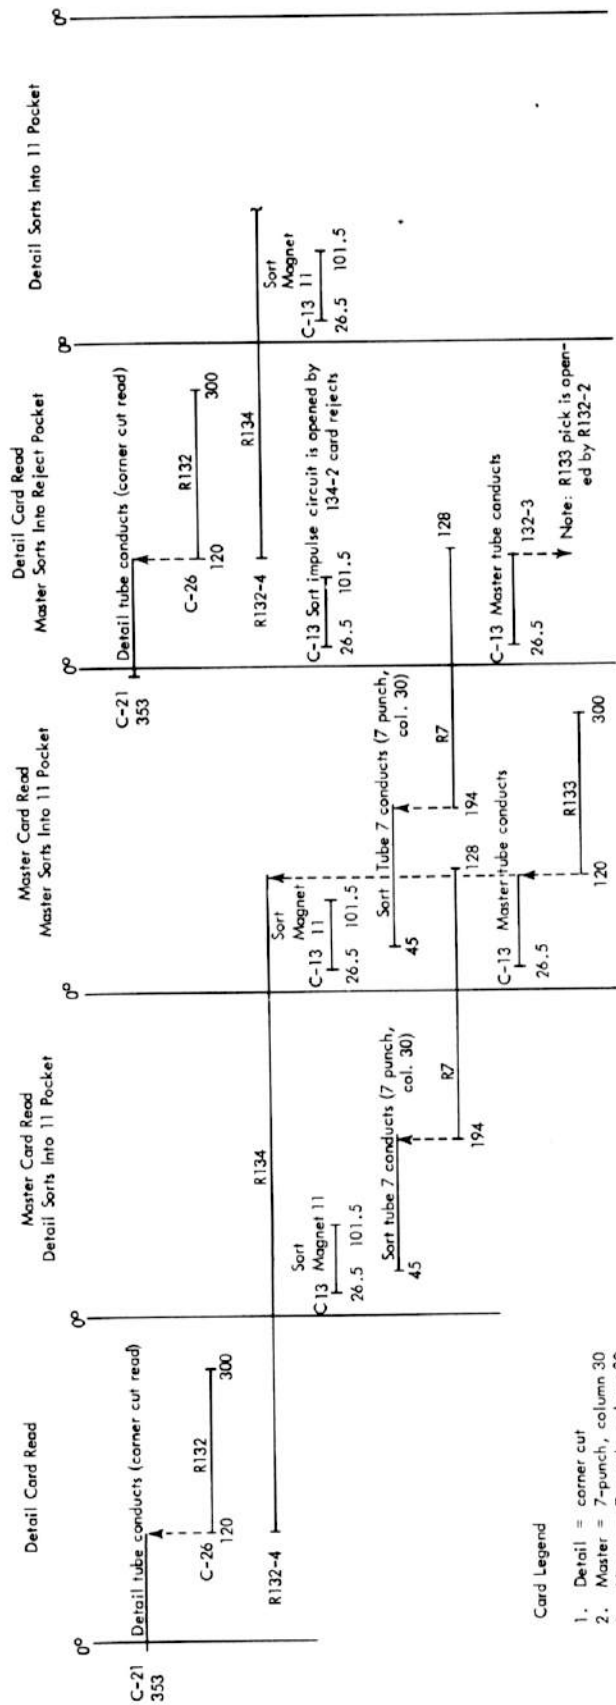 0°
Detail Card Read
C-21
353
Detail tube conducts (corner cut read)
R132
C-26
120
300
R132-4
R134
0°
Master Card Read
Detail Sorts Into 11 Pocket
Sort
C13 Magnet 11
26.5 101.5
Sort tube 7 conducts (7 punch,
col. 30)
45
194
R7
128
0°
Master Card Read
Master Sorts Into 11 Pocket
Sort
Magnet
C-13 11
26.5 101.5
Sort Tube 7 conducts (7 punch,
col. 30)
45
194
R7
128
C-13 Master tube conducts
26.5
R133
120
300
0°
Detail Card Read
Master Sorts Into Reject Pocket
C-21
353
Detail tube conducts (corner cut read)
R132
C-26
120
300
R132-4
R134
C-13 Sort impulse circuit is opened by
134-2 card rejects
26.5 101.5
C-13 Master tube conducts
26.5
132-3
Note: R133 pick is open-
ed by R132-2
0°
Detail Sorts Into 11 Pocket
Sort
Magnet
C-13 11
26.5 101.5
0°
Card Legend
1. Detail = corner cut
2. Master = 7-punch, column 30